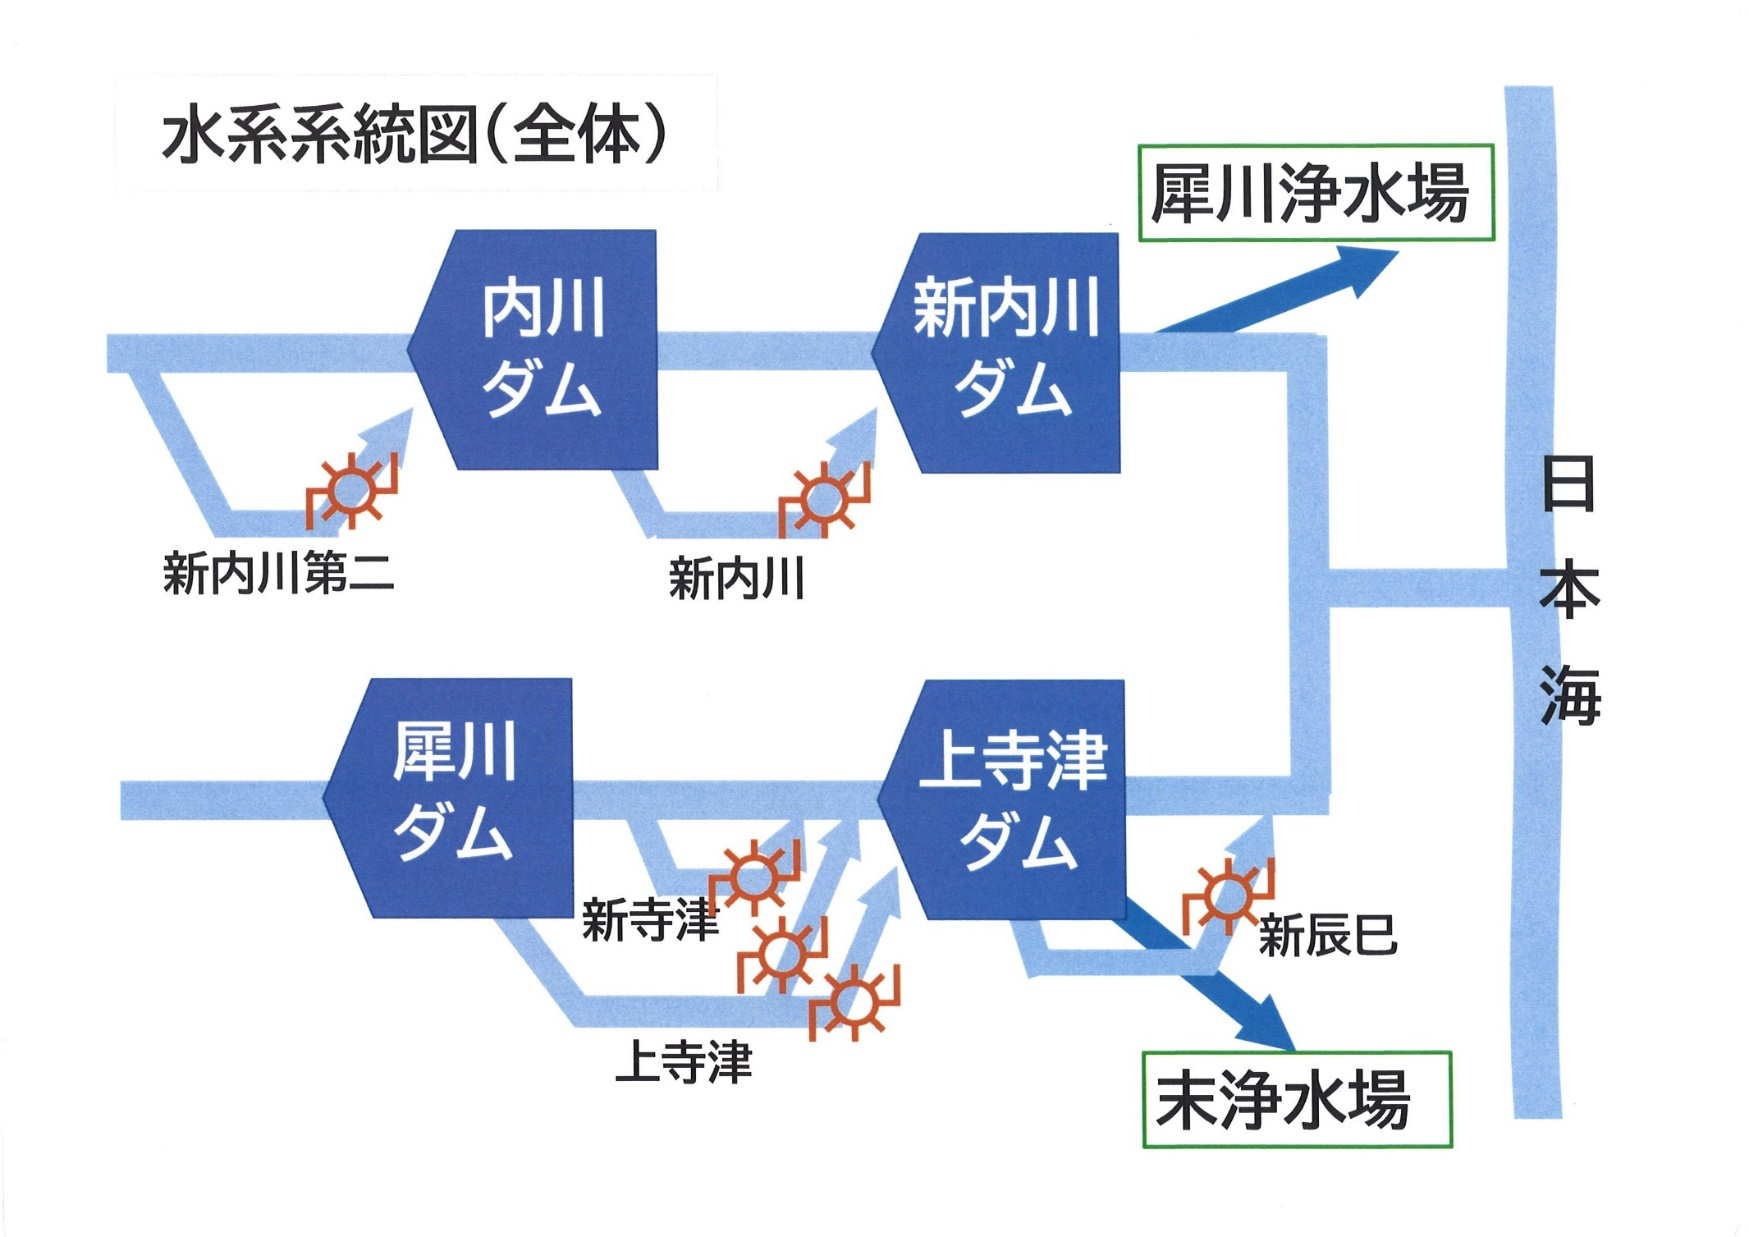 水系系統図(全体)
犀川浄水場
内川
ダム
新内川
ダム
新内川第二
新内川
日本海
犀川
ダム
上寺津
ダム
新寺津
新辰巳
上寺津
末浄水場